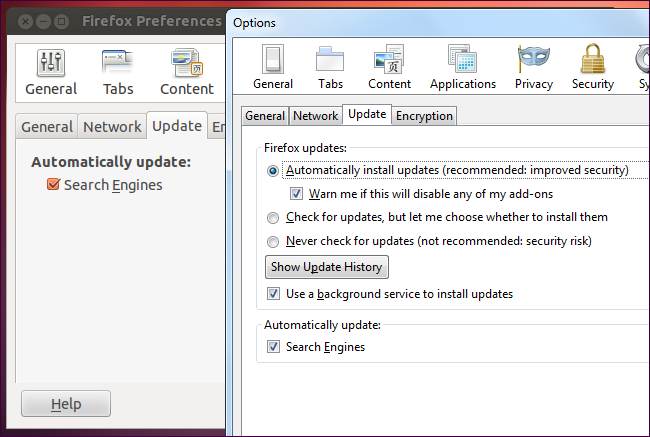 Firefox Preferences
General Tabs Content
General Network Update En
Automatically update:
Search Engines
Help
Options
General Tabs Content Applications Privacy Security Sy
General Network Update Encryption
Firefox updates:
Automatically install updates (recommended: improved security)
Warn me if this will disable any of my add-ons
Check for updates, but let me choose whether to install them
Never check for updates (not recommended: security risk)
Show Update History
Use a background service to install updates
Automatically update:
Search Engines